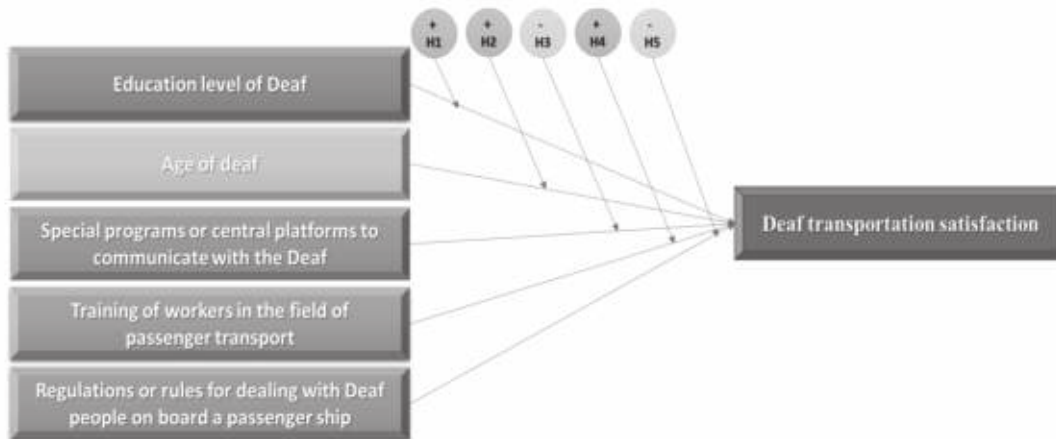 +
H1
+
H2
-
H3
+
H4
-
H5
Education level of Deaf
Age of deaf
Special programs or central platforms to
communicate with the Deaf
Training of workers in the field of
passenger transport
Regulations or rules for dealing with Deaf
people on board a passenger ship
Deaf transportation satisfaction